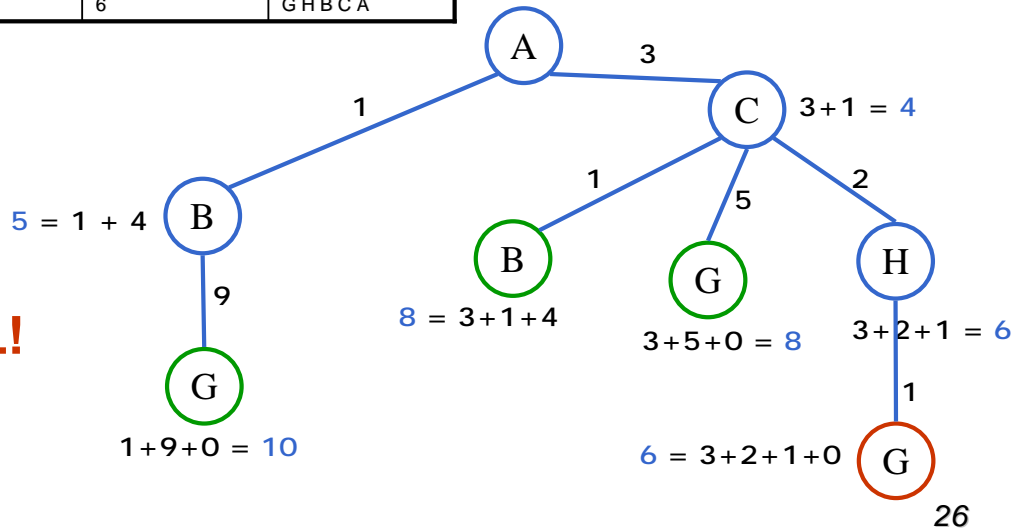 6 G H B C A
A
3
1
C 3+1 = 4
1
5
2
5 = 1 + 4 B
B
G
H
9
8 = 3+1+4
3+5+0 = 8
3+2+1 = 6
!
G
1
1+9+0 = 10
6 = 3+2+1+0 G
26